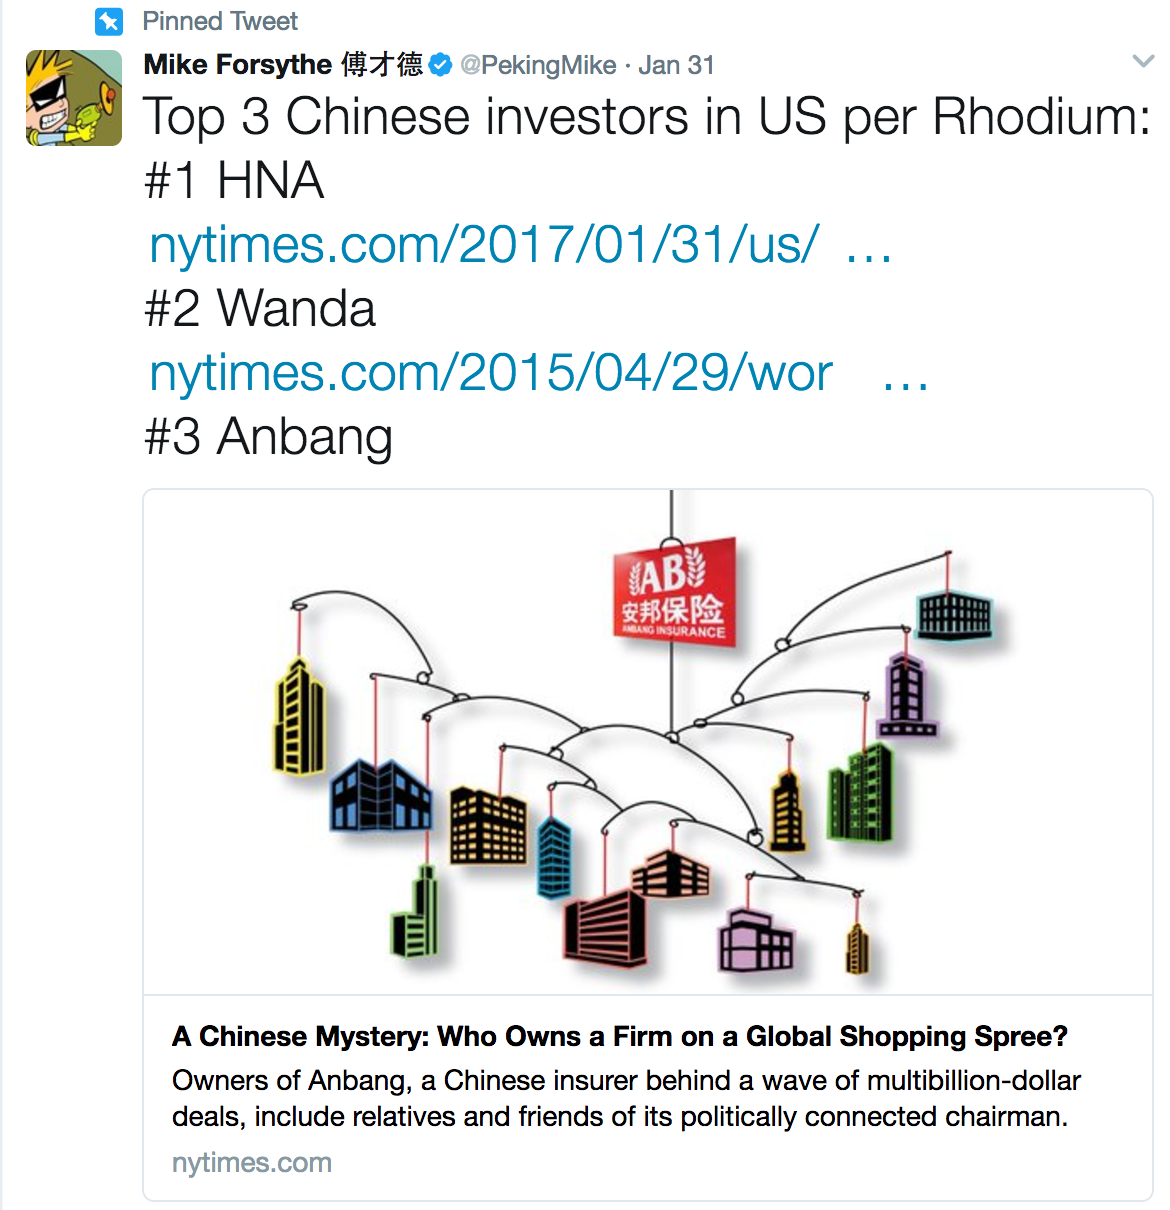 Pinned Tweet
Mike Forsythe 傅才德 @PekingMike · Jan 31
Top 3 Chinese investors in US per Rhodium:
#1 HNA
nytimes.com/2017/01/31/us/ …
#2 Wanda
nytimes.com/2015/04/29/wor …
#3 Anbang
AB
安邦保险
ANBANG INSURANCE
A Chinese Mystery: Who Owns a Firm on a Global Shopping Spree?
Owners of Anbang, a Chinese insurer behind a wave of multibillion-dollar
deals, include relatives and friends of its politically connected chairman.
nytimes.com